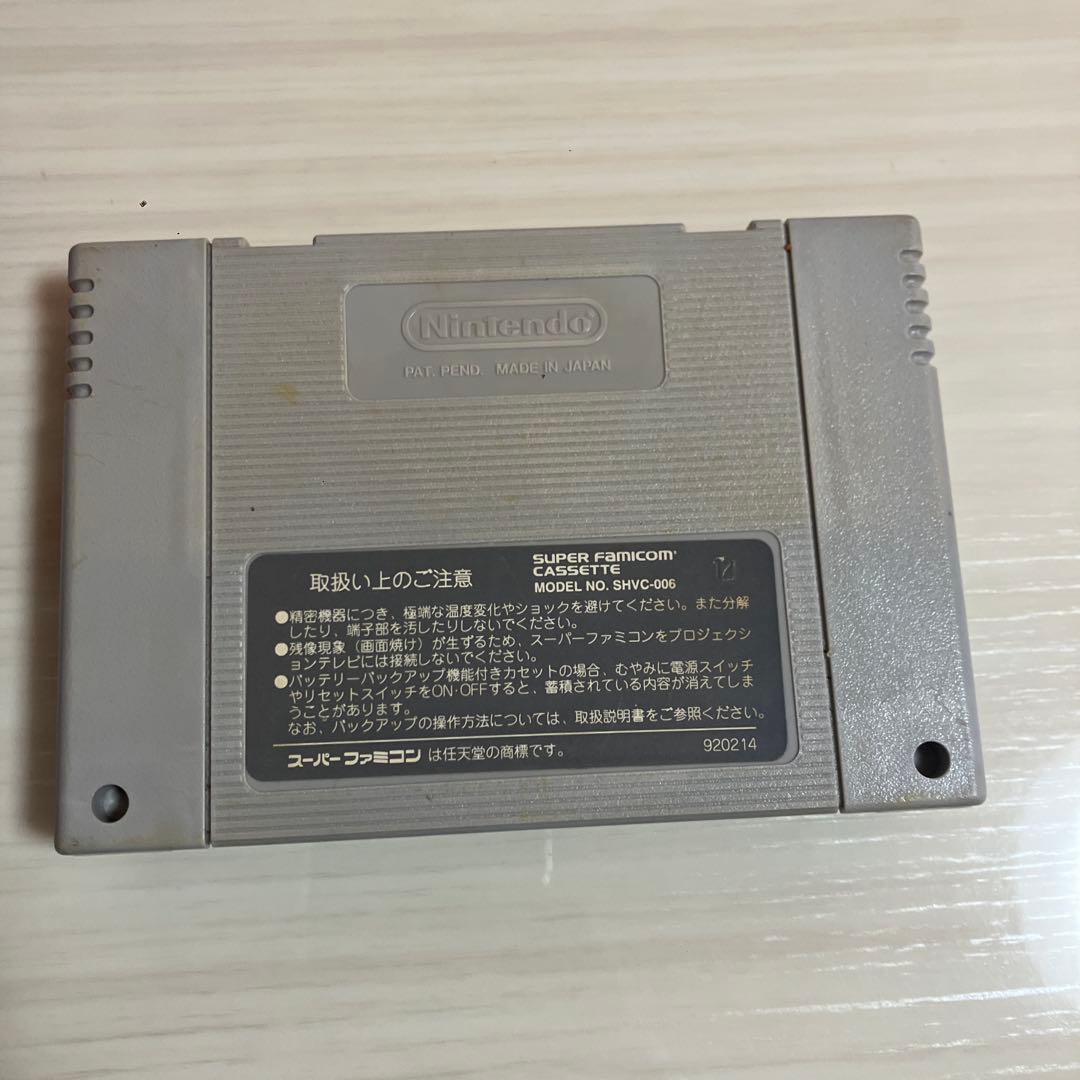 Nintendo®
PAT. PEND. MADE IN JAPAN
取扱い上のご注意
SUPER FAMICOM®
CASSETTE
MODEL NO. SHVC-006
12
●精密機器につき、極端な温度変化やショックを避けてください。また分解
したり、端子部を汚したりしないでください。
●残像現象（画面焼け）が生ずるため、スーパーファミコンをプロジェクシ
ョンテレビには接続しないでください。
●バッテリーバックアップ機能付きカセットの場合、むやみに電源スイッチ
やリセットスイッチをON・OFFすると、蓄積されている内容が消えてしま
うことがあります。
なお、バックアップの操作方法については、取扱説明書をご参照ください。
スーパーファミコンは任天堂の商標です。
920214